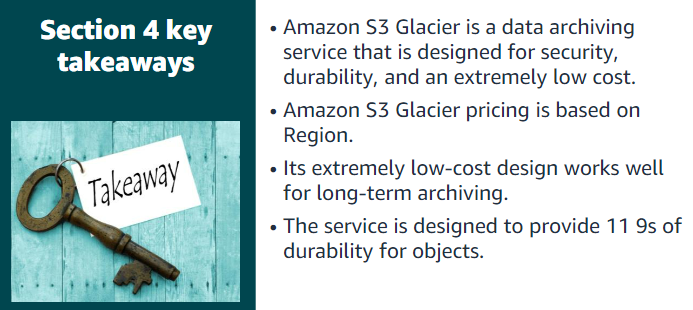 Section 4 key
takeaways
Takeaway
• Amazon S3 Glacier is a data archiving
service that is designed for security,
durability, and an extremely low cost.
• Amazon S3 Glacier pricing is based on
Region.
• Its extremely low-cost design works well
for long-term archiving.
• The service is designed to provide 11 9s of
durability for objects.